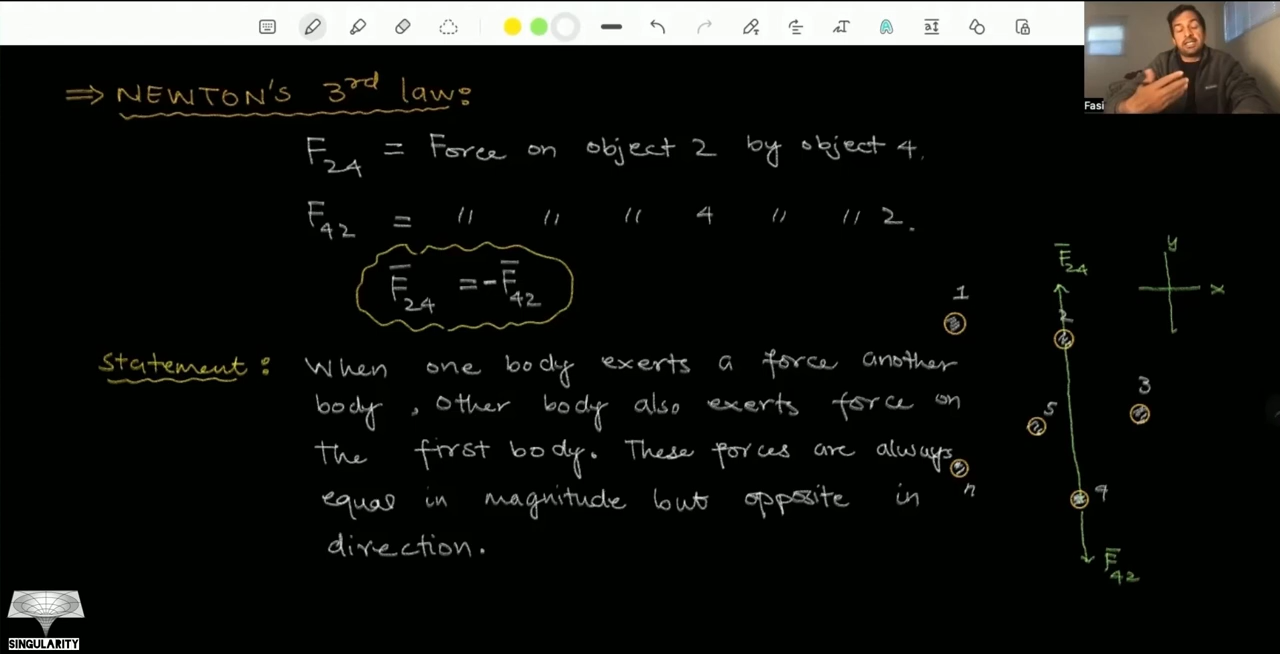 Fasi
⇒ NEWTON'S 3rd law:
F24 = Force on object 2 by object 4.
F42 = " " " 4 " " 2.
F̅24 = -F̅42
Statement: When one body exerts a force another
body, other body also exerts force on
the first body. These forces are always
equal in magnitude but opposite in
direction.
y
x
F̅24
1
2
3
5
n
4
F̅42
SINGULARITY